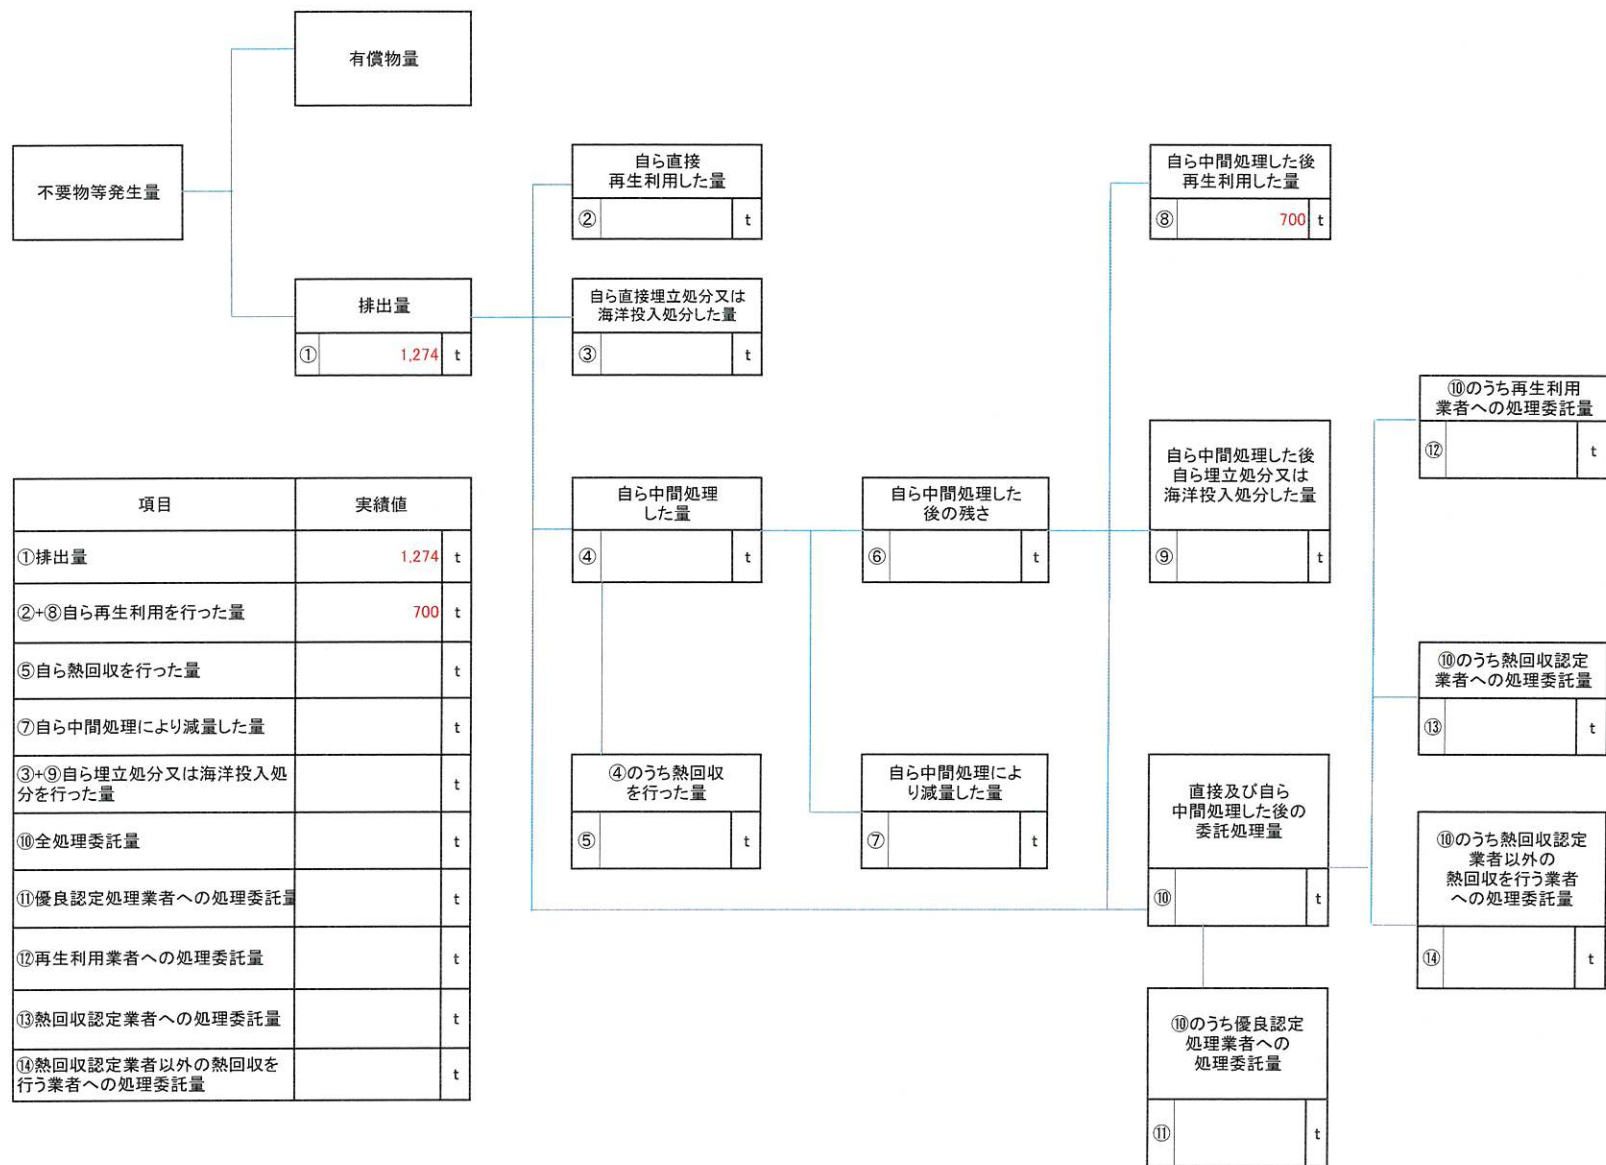 有償物量
不要物等発生量
排出量
① 1,274 t
自ら直接
再生利用した量
② t
自ら直接埋立処分又は
海洋投入処分した量
③ t
自ら中間処理
した量
④ t
④のうち熱回収
を行った量
⑤ t
自ら中間処理した
後の残さ
⑥ t
自ら中間処理によ
り減量した量
⑦ t
自ら中間処理した後
再生利用した量
⑧ 700 t
自ら中間処理した後
自ら埋立処分又は
海洋投入処分した量
⑨ t
直接及び自ら
中間処理した後の
委託処理量
⑩ t
⑩のうち優良認定
処理業者への
処理委託量
⑪ t
⑩のうち再生利用
業者への処理委託量
⑫ t
⑩のうち熱回収認定
業者への処理委託量
⑬ t
⑩のうち熱回収認定
業者以外の
熱回収を行う業者
への処理委託量
⑭ t
項目 実績値
①排出量 1,274 t
②+⑧自ら再生利用を行った量 700 t
⑤自ら熱回収を行った量 t
⑦自ら中間処理により減量した量 t
③+⑨自ら埋立処分又は海洋投入処
分を行った量 t
⑩全処理委託量 t
⑪優良認定処理業者への処理委託量 t
⑫再生利用業者への処理委託量 t
⑬熱回収認定業者への処理委託量 t
⑭熱回収認定業者以外の熱回収を
行う業者への処理委託量 t